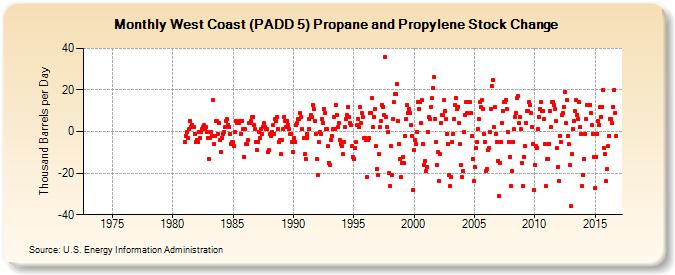 Monthly West Coast (PADD 5) Propane and Propylene Stock Change
Thousand Barrels per Day
40
20
0
-20
-40
1975 1980 1985 1990 1995 2000 2005 2010 2015
Source: U.S. Energy Information Administration